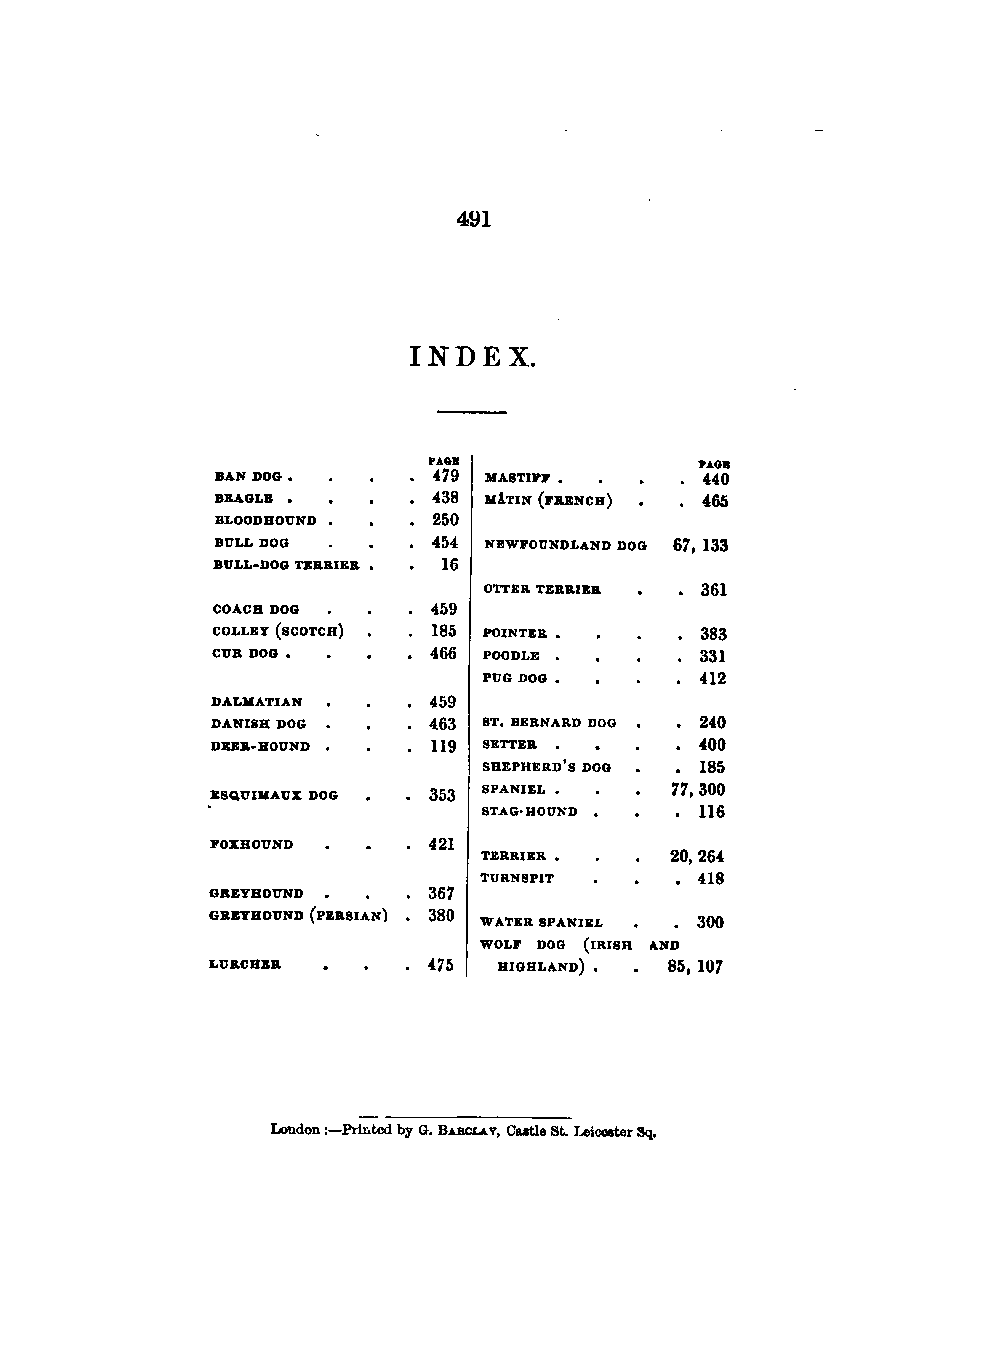 491
INDEX.
PAGE
BAN DOG . . . . 479
BEAGLE . . . . 438
BLOODHOUND . . . 250
BULL DOG . . . 454
BULL-DOG TERRIER . . 16
COACH DOG . . . 459
COLLEY (SCOTCH) . . 185
CUR DOG . . . . 466
DALMATIAN . . . 459
DANISH DOG . . . 463
DEER-HOUND . . . 119
ESQUIMAUX DOG . . 353
FOXHOUND . . . 421
GREYHOUND . . . 367
GREYHOUND (PERSIAN) . 380
LURCHER . . . 475
PAGE
MASTIFF . . . . 440
MÂTIN (FRENCH) . . 465
NEWFOUNDLAND DOG 67, 133
OTTER TERRIER . . 361
POINTER . . . . 383
POODLE . . . . 331
PUG DOG . . . . 412
ST. BERNARD DOG . . 240
SETTER . . . . 400
SHEPHERD'S DOG . . 185
SPANIEL . . . 77, 300
STAG-HOUND . . . 116
TERRIER . . . 20, 264
TURNSPIT . . . 418
WATER SPANIEL . . 300
WOLF DOG (IRISH AND
HIGHLAND) . . 85, 107
London :—Printed by G. BARCLAY, Castle St. Leicester Sq.